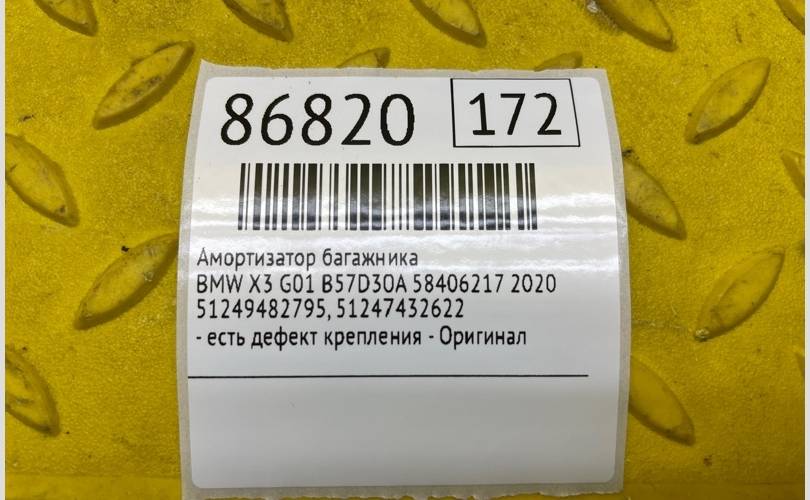 86820 172
Амортизатор багажника
BMW X3 G01 B57D30A 58406217 2020
51249482795, 51247432622
- есть дефект крепления - Оригинал